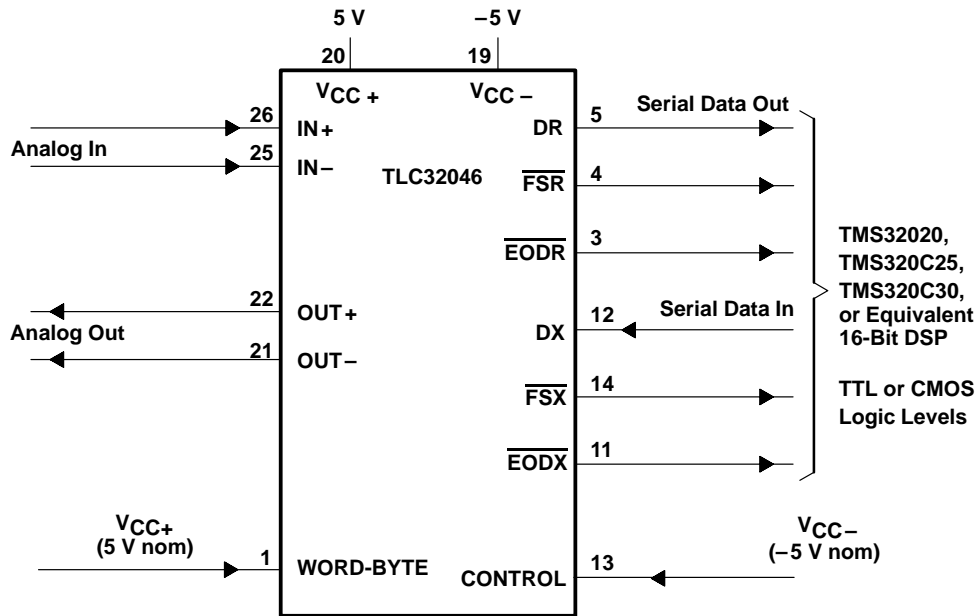 5 V
–5 V
20
19
VCC +
VCC –
26
IN+
Analog In
25
IN–
TLC32046
DR
5
Serial Data Out
FSR
4
EODR
3
22
OUT+
Analog Out
21
OUT–
DX
12
Serial Data In
FSX
14
EODX
11
TMS32020,
TMS320C25,
TMS320C30,
or Equivalent
16-Bit DSP
TTL or CMOS
Logic Levels
VCC+
(5 V nom)
1
WORD-BYTE
CONTROL
13
VCC–
(–5 V nom)